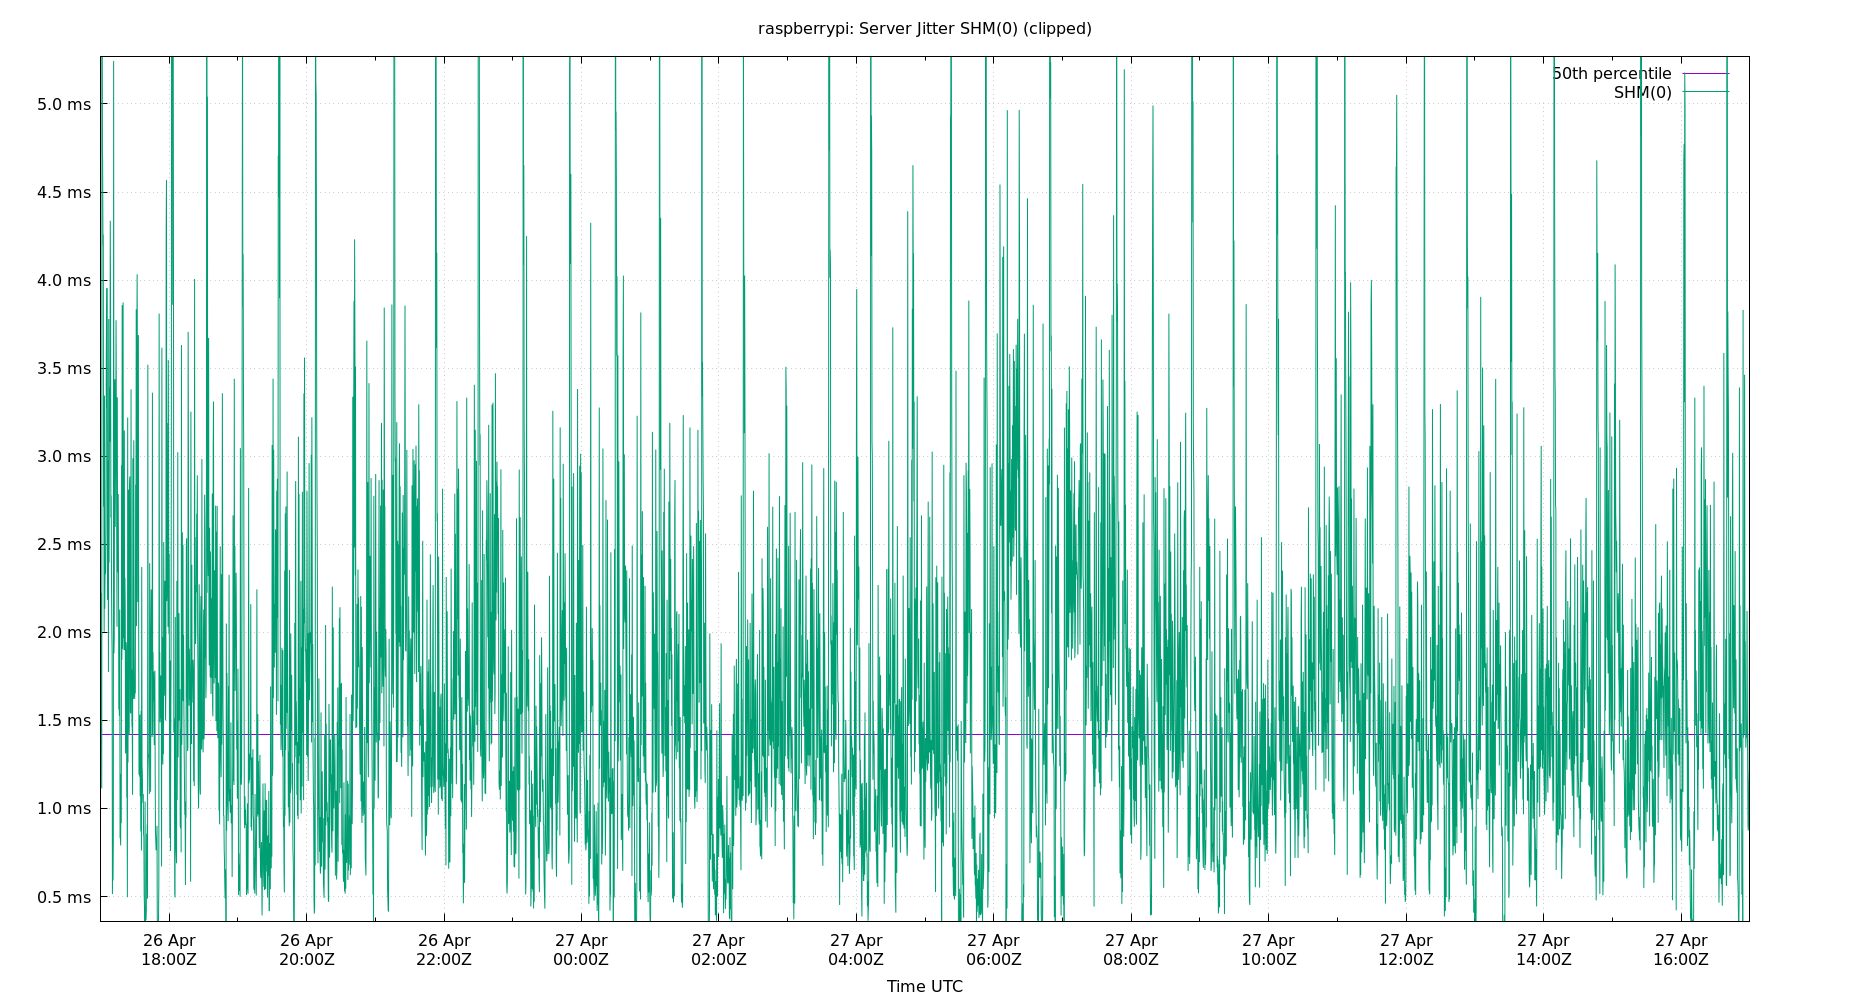 raspberrypi: Server Jitter SHM(0) (clipped)
50th percentile
SHM(0)
5.0 ms
4.5 ms
4.0 ms
3.5 ms
3.0 ms
2.5 ms
2.0 ms
1.5 ms
1.0 ms
0.5 ms
26 Apr 26 Apr 26 Apr 27 Apr 27 Apr 27 Apr 27 Apr 27 Apr 27 Apr 27 Apr 27 Apr 27 Apr
18:00Z 20:00Z 22:00Z 00:00Z 02:00Z 04:00Z 06:00Z 08:00Z 10:00Z 12:00Z 14:00Z 16:00Z
Time UTC